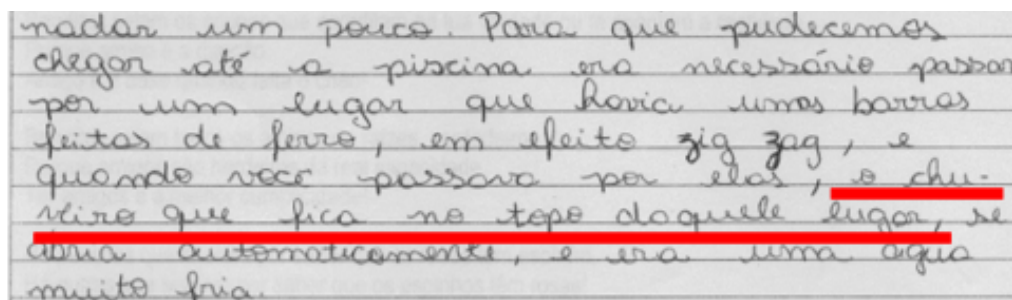 nadar um pouco. Para que pudecemos
chegar até a piscina era necessário passar
por um lugar que havia umas barras
feitas de ferro, em efeito zig zag, e
quando você passava por elas, o chu-
veiro que fica no topo daquele lugar, se
abria automaticamente, e era uma água
muito fria.